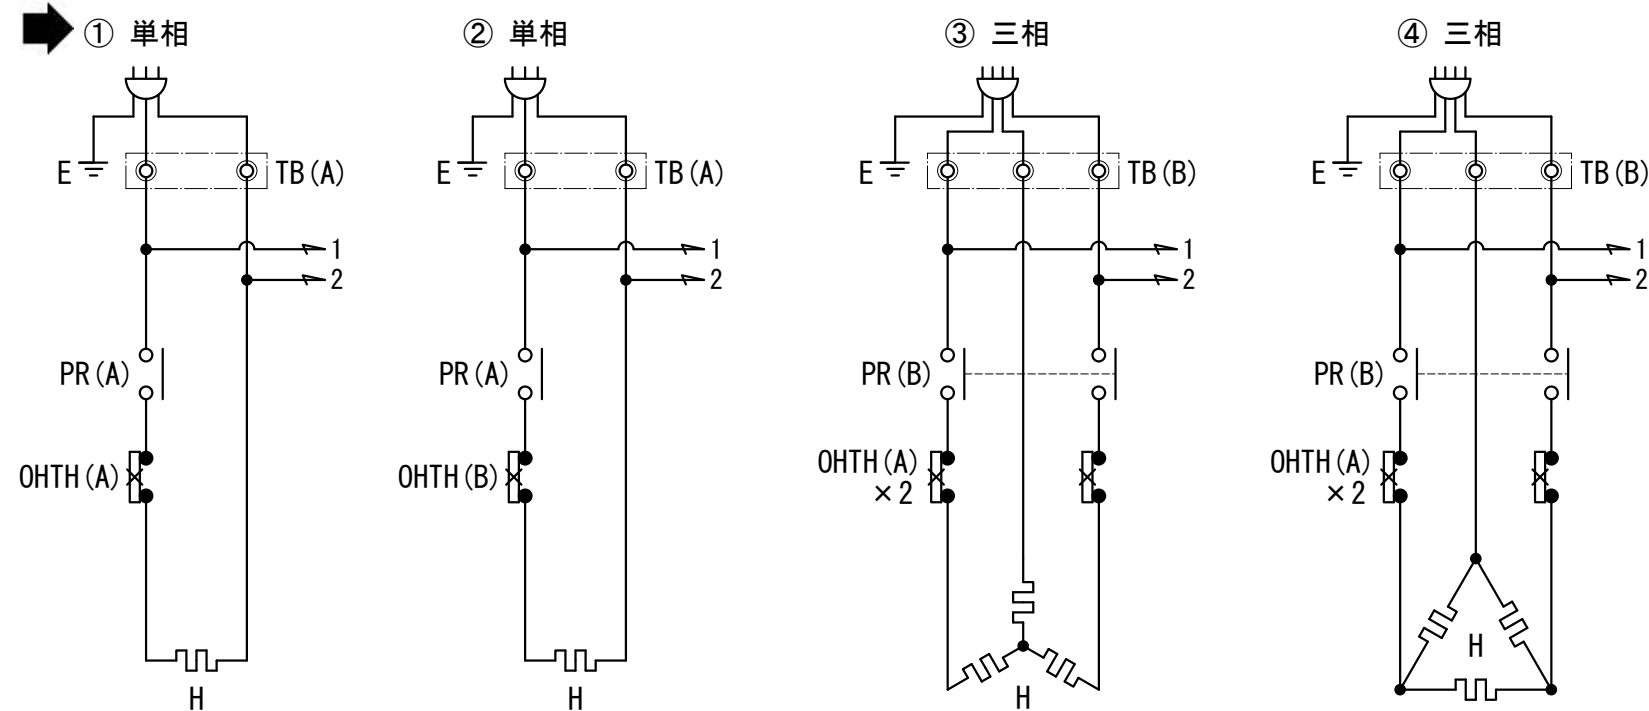 ① 単相
② 単相
③ 三相
④ 三相
E
TB(A)
E
TB(A)
E
TB(B)
E
TB(B)
1
1
1
1
2
2
2
2
PR(A)
PR(A)
PR(B)
PR(B)
OHTH(A)
OHTH(B)
OHTH(A)
×2
OHTH(A)
×2
H
H
H
H